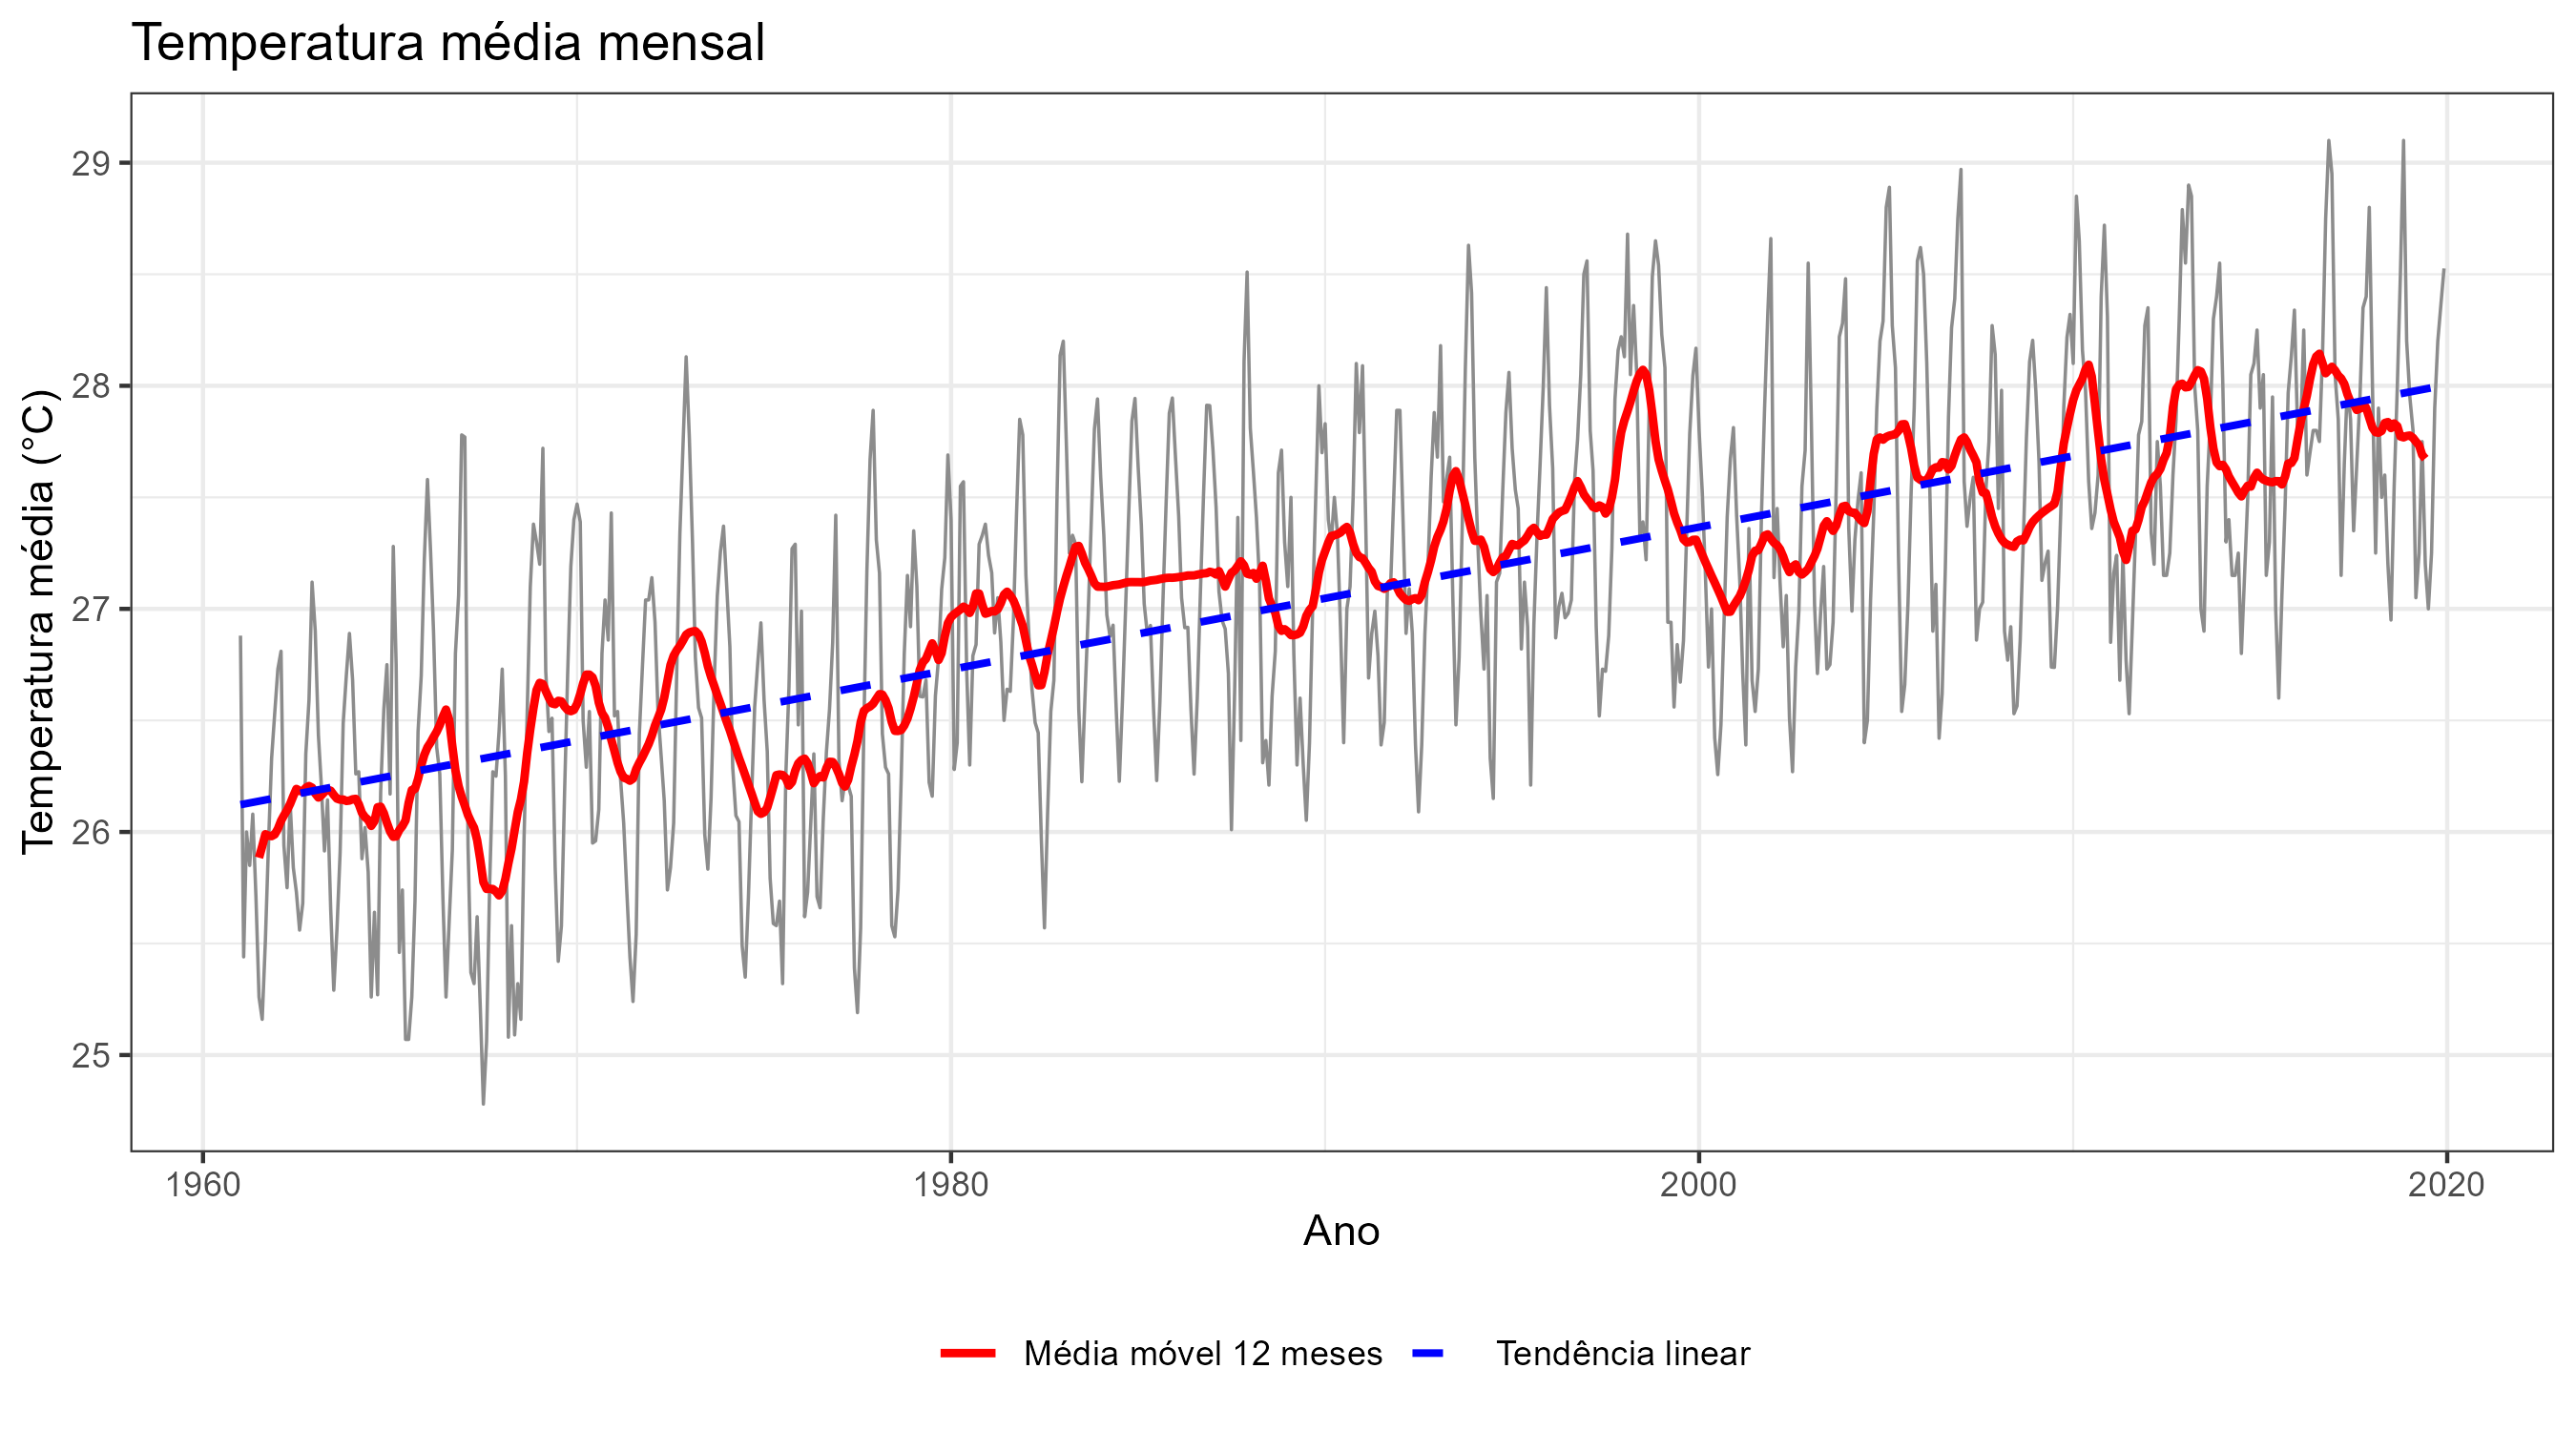 Temperatura média mensal
Temperatura média (°C)
29
28
27
26
25
1960 1980 2000 2020
Ano
Média móvel 12 meses Tendência linear